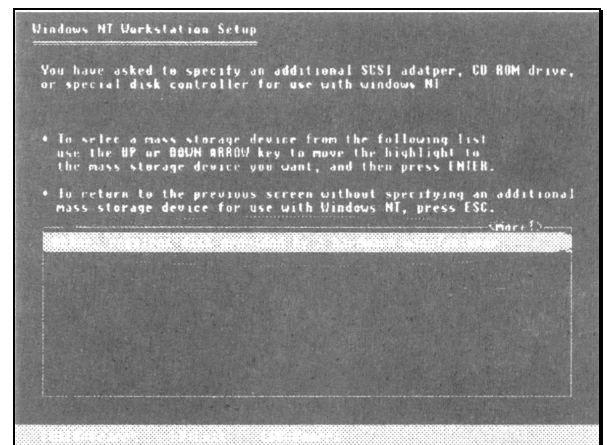 Windows NT Workstation Setup
You have asked to specify an additional SCSI adatper, CD ROM drive,
or special disk controller for use with windows NI
• To selec a mass storage device from the following list
use the UP or DOWN ARROW key to move the highlight to
the mass storage device you want, and then press ENTER.
• To return to the previous screen without specifying an additional
mass storage device for use with Windows NT, press ESC.